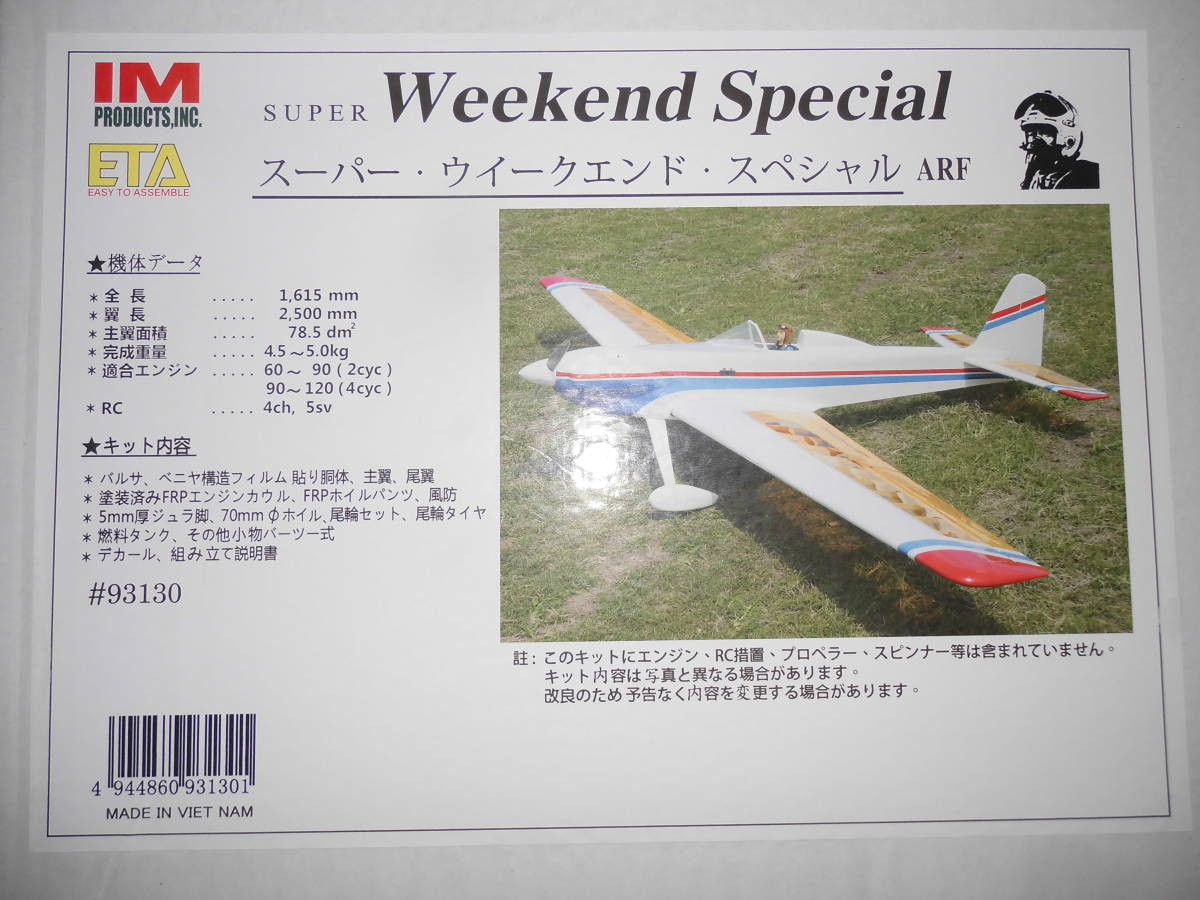 IM
PRODUCTS,INC.
ETA
EASY TO ASSEMBLE
SUPER Weekend Special
スーパー・ウイークエンド・スペシャル ARF
★機体データ
* 全 長 ..... 1,615 mm
* 翼 長 ..... 2,500 mm
* 主翼面積 ..... 78.5 dm²
* 完成重量 ..... 4.5～5.0kg
* 適合エンジン ..... 60～ 90 ( 2cyc )
90～120 ( 4cyc )
* RC ..... 4ch, 5sv
★キット内容
* バルサ、ベニヤ構造フィルム 貼り胴体、主翼、尾翼
* 塗装済みFRPエンジンカウル、FRPホイルパンツ、風防
* 5mm厚ジュラ脚、70mm φホイル、尾輪セット、尾輪タイヤ
* 燃料タンク、その他小物パーツ一式
* デカール、組み立て説明書
#93130
註 : このキットにエンジン、RC措置、プロペラー、スピンナー等は含まれていません。
キット内容は写真と異なる場合があります。
改良のため 予告なく内容を変更する場合があります。
4 944860 931301
MADE IN VIET NAM